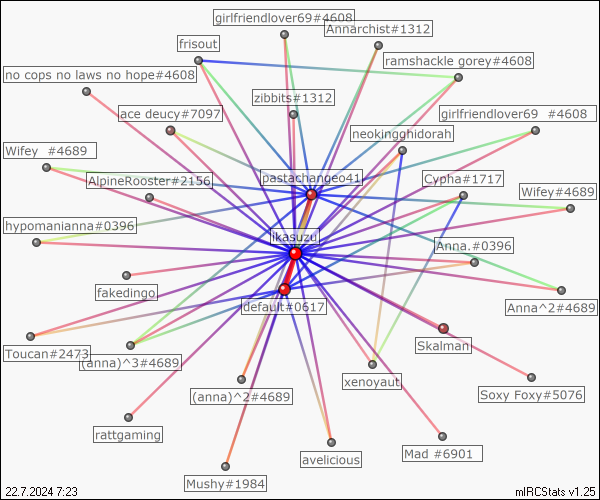 girlfriendlover69#4608
Annarchist#1312
frisout
ramshackle gorey#4608
no cops no laws no hope#4608
zibbits#1312
ace deucy#7097
girlfriendlover69   #4608
neokingghidorah
Wifey   #4689
pastachange41
AlpineRooster#2156
Cypha#1717
Wifey#4689
hypomanianna#0396
likasuzu
Anna.#0396
fakedingo
default#0617
Anna^2#4689
Toucan#2473
(anna)^3#4689
Skalman
xenoyaut
(anna)^2#4689
Soxy Foxy#5076
rattgaming
avelicious
Mad #6901
Mushy#1984
22.7.2024 7:23
mIRCStats v1.25